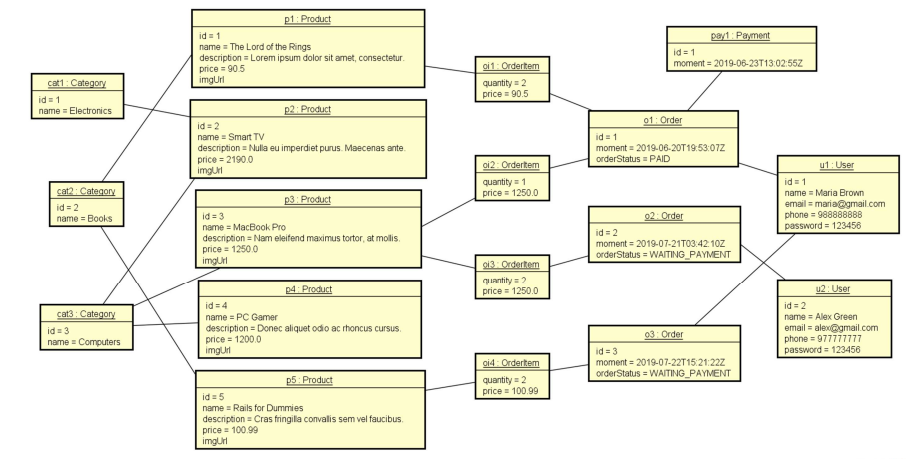 p1 : Product
id = 1
name = The Lord of the Rings
description = Lorem ipsum dolor sit amet, consectetur.
price = 90.5
imgUrl
pay1 : Payment
id = 1
moment = 2019-06-23T13:02:55Z
oi1 : OrderItem
quantity = 2
price = 90.5
cat1 : Category
id = 1
name = Electronics
p2 : Product
id = 2
name = Smart TV
description = Nulla eu imperdiet purus. Maecenas ante.
price = 2190.0
imgUrl
o1 : Order
id = 1
moment = 2019-06-20T19:53:07Z
orderStatus = PAID
oi2 : OrderItem
quantity = 1
price = 1250.0
u1 : User
id = 1
name = Maria Brown
email = maria@gmail.com
phone = 988888888
password = 123456
cat2 : Category
id = 2
name = Books
p3 : Product
id = 3
name = MacBook Pro
description = Nam eleifend maximus tortor, at mollis.
price = 1250.0
imgUrl
o2 : Order
id = 2
moment = 2019-07-21T03:42:10Z
orderStatus = WAITING_PAYMENT
oi3 : OrderItem
quantity = 2
price = 1250.0
p4 : Product
id = 4
name = PC Gamer
description = Donec aliquet odio ac rhoncus cursus.
price = 1200.0
imgUrl
u2 : User
id = 2
name = Alex Green
email = alex@gmail.com
phone = 977777777
password = 123456
cat3 : Category
id = 3
name = Computers
o3 : Order
id = 3
moment = 2019-07-22T15:21:22Z
orderStatus = WAITING_PAYMENT
oi4 : OrderItem
quantity = 2
price = 100.99
p5 : Product
id = 5
name = Rails for Dummies
description = Cras fringilla convallis sem vel faucibus.
price = 100.99
imgUrl